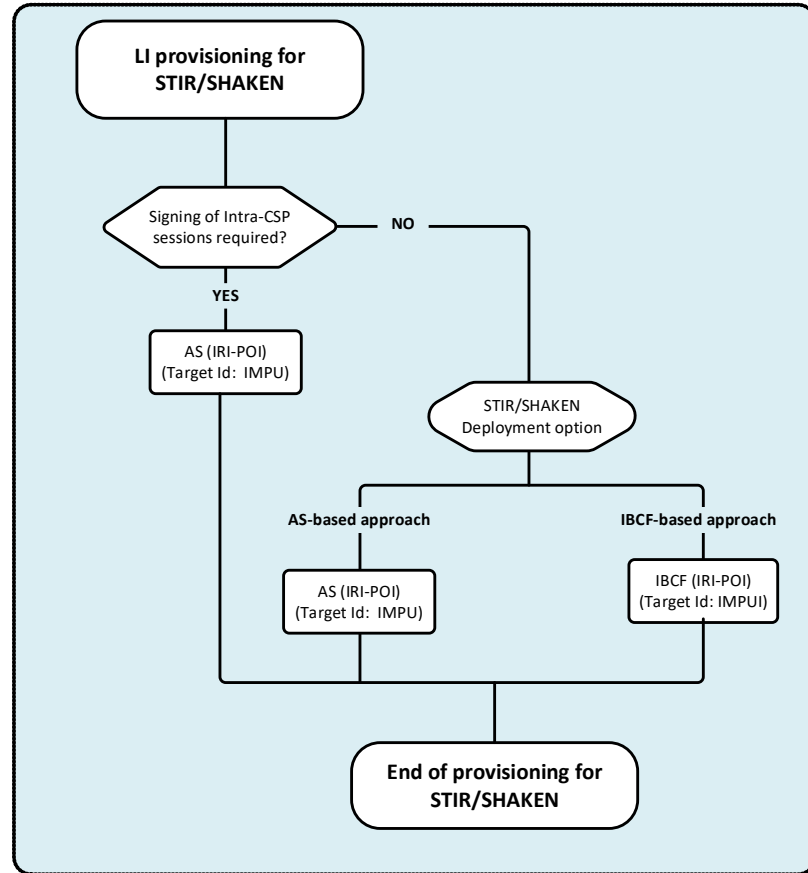 LI provisioning for
STIR/SHAKEN
Signing of Intra-CSP
sessions required?
NO
YES
AS (IRI-POI)
(Target Id: IMPU)
STIR/SHAKEN
Deployment option
AS-based approach
IBCF-based approach
AS (IRI-POI)
(Target Id: IMPU)
IBCF (IRI-POI)
(Target Id: IMPUI)
End of provisioning for
STIR/SHAKEN